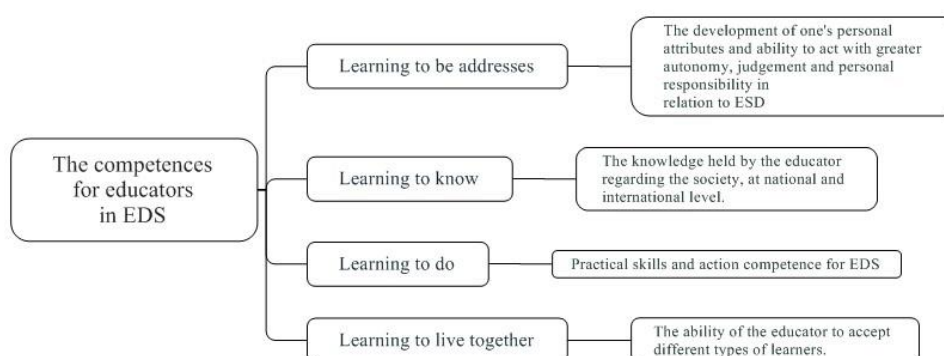 The competences
for educators
in EDS
Learning to be addresses
The development of one's personal
attributes and ability to act with greater
autonomy, judgement and personal
responsibility in
relation to ESD
Learning to know
The knowledge held by the educator
regarding the society, at national and
international level.
Learning to do
Practical skills and action competence for EDS
Learning to live together
The ability of the educator to accept
different types of learners.